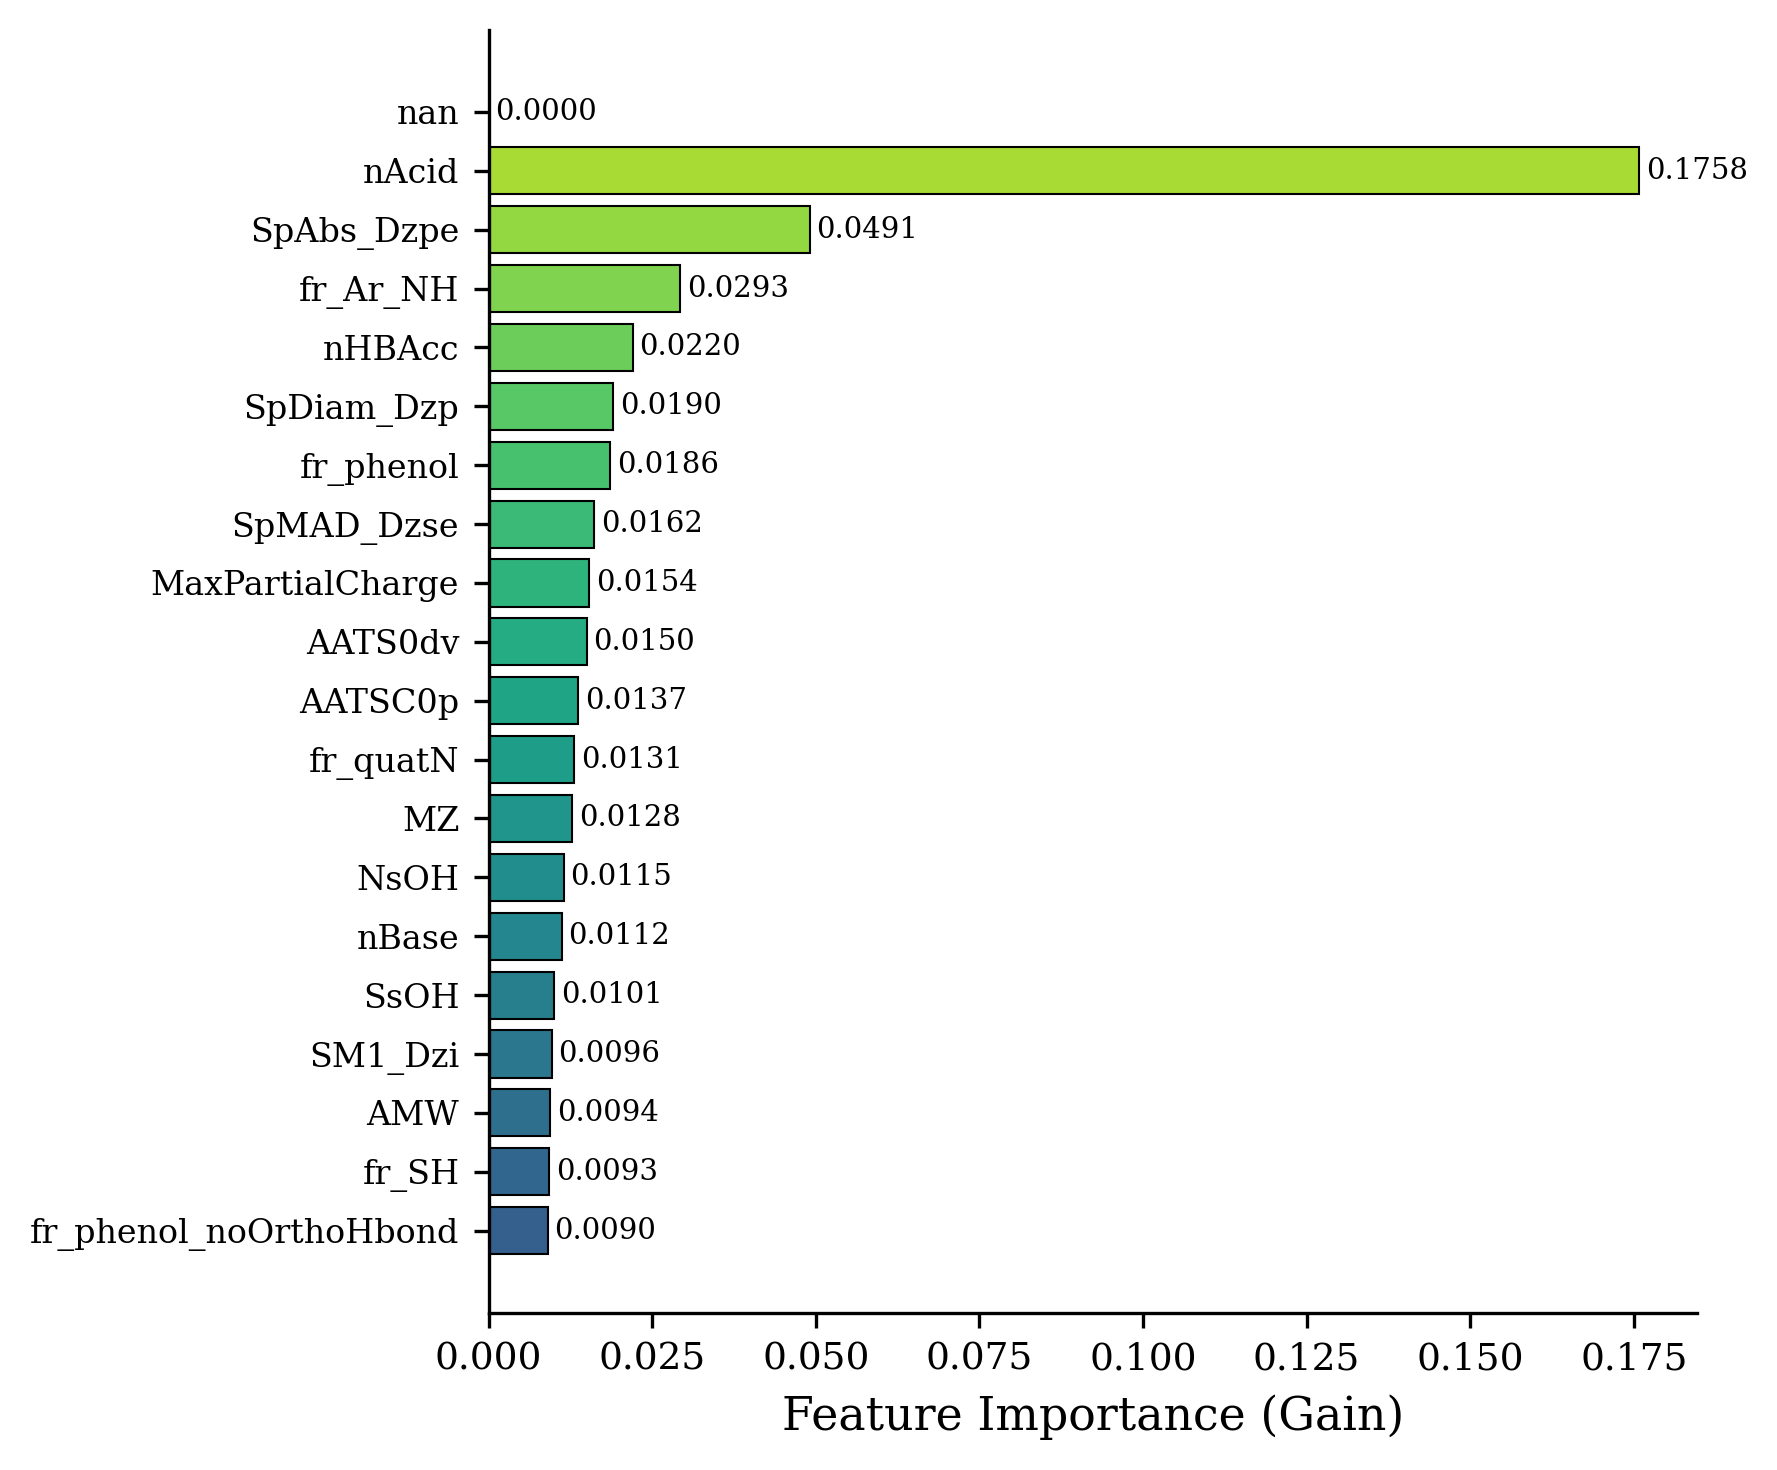 nan 0.0000
nAcid 0.1758
SpAbs_Dzpe 0.0491
fr_Ar_NH 0.0293
nHBAcc 0.0220
SpDiam_Dzp 0.0190
fr_phenol 0.0186
SpMAD_Dzse 0.0162
MaxPartialCharge 0.0154
AATS0dv 0.0150
AATSC0p 0.0137
fr_quatN 0.0131
MZ 0.0128
NsOH 0.0115
nBase 0.0112
SsOH 0.0101
SM1_Dzi 0.0096
AMW 0.0094
fr_SH 0.0093
fr_phenol_noOrthoHbond 0.0090
0.000 0.025 0.050 0.075 0.100 0.125 0.150 0.175
Feature Importance (Gain)